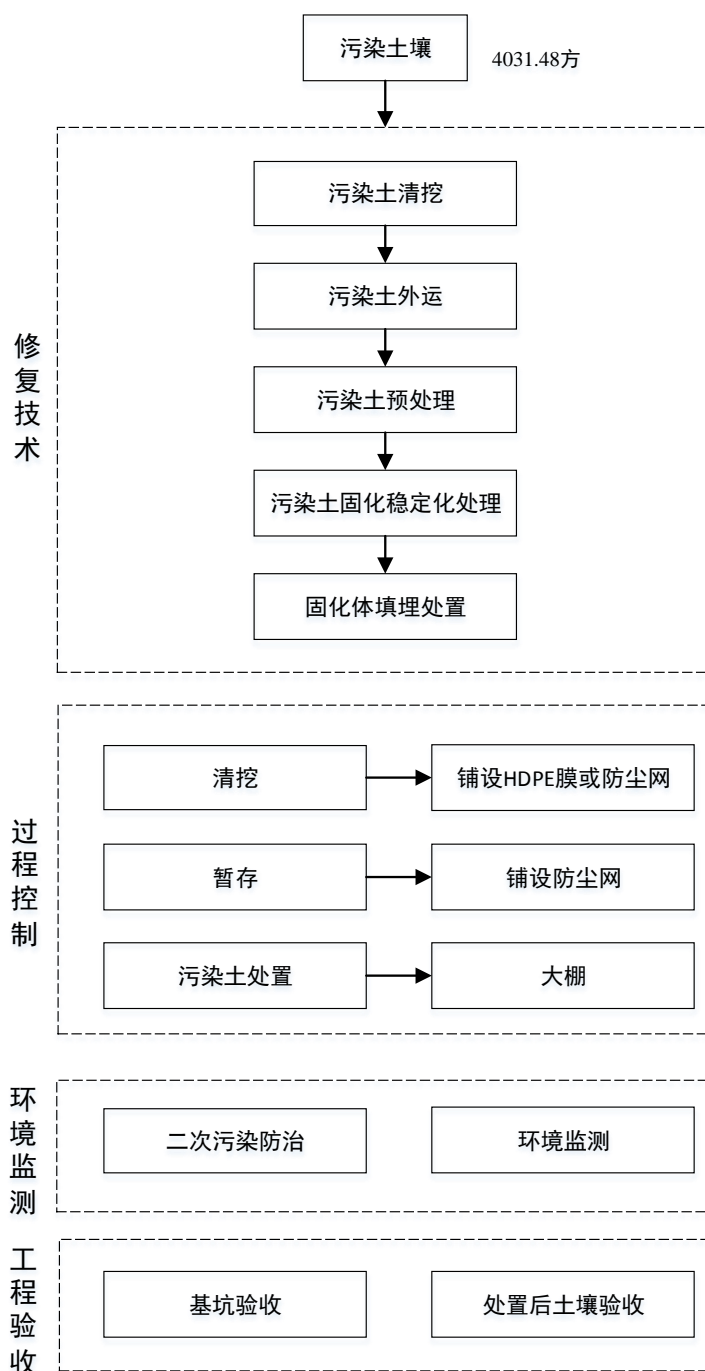 污染土壤
4031.48方
修复技术
污染土清挖
污染土外运
污染土预处理
污染土固化稳定化处理
固化体填埋处置
过程控制
清挖
铺设HDPE膜或防尘网
暂存
铺设防尘网
污染土处置
大棚
环境监测
二次污染防治
环境监测
工程验收
基坑验收
处置后土壤验收